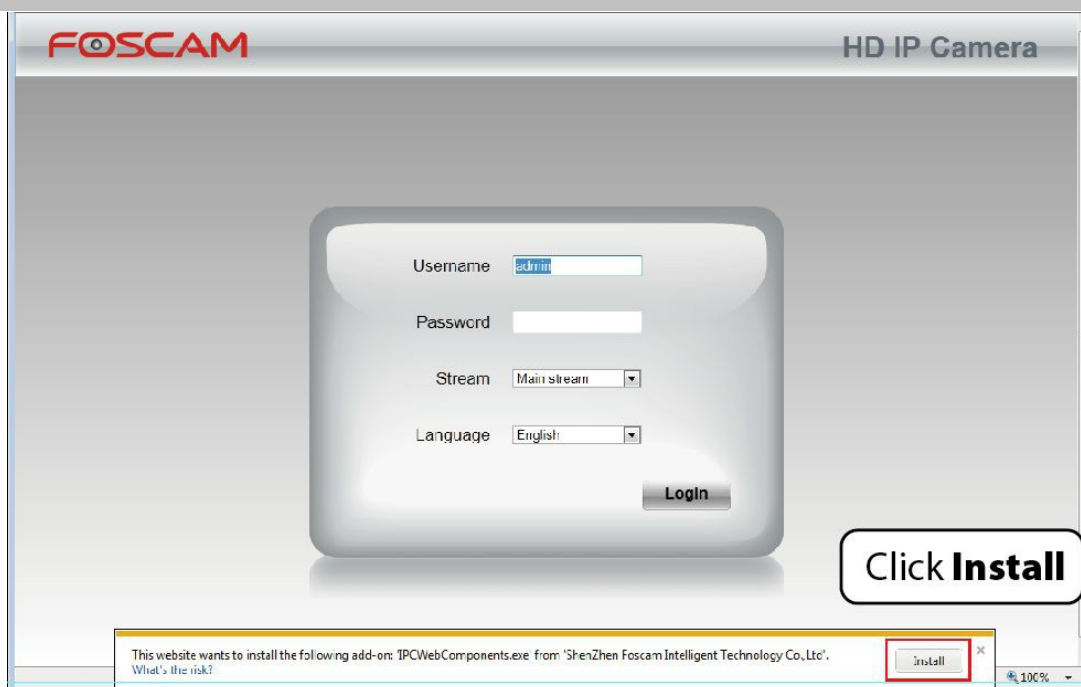 FOSCAM
HD IP Camera
Username admin
Password
Stream Main stream
Language English
Login
Click Install
This website wants to install the following add-on: 'IPCWebComponents.exe' from 'ShenZhen Foscam Intelligent Technology Co.,Ltd'.
What's the risk?
Install
×
100%